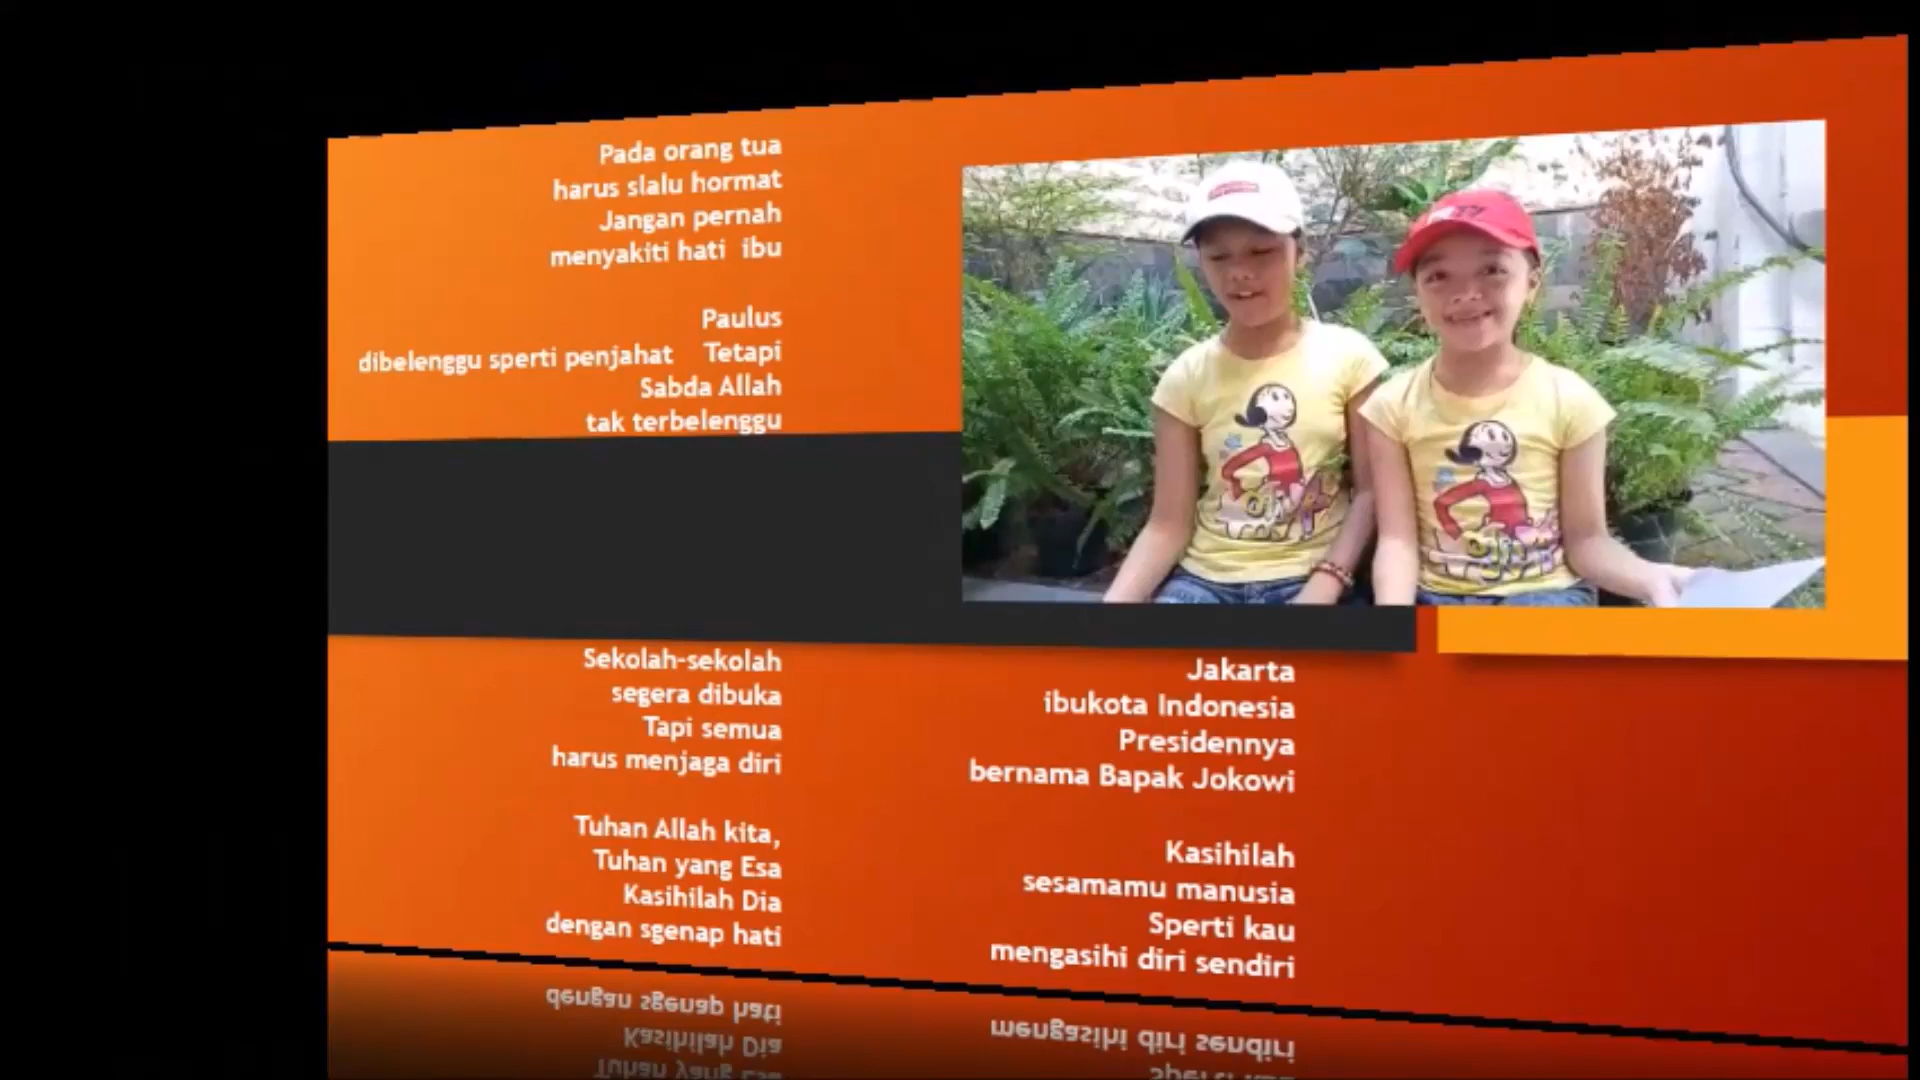 Pada orang tua
harus slalu hormat
Jangan pernah
menyakiti hati ibu
Paulus
dibelenggu sperti penjahat Tetapi
Sabda Allah
tak terbelenggu
Sekolah-sekolah
segera dibuka
Tapi semua
harus menjaga diri
Tuhan Allah kita,
Tuhan yang Esa
Kasihilah Dia
dengan sgenap hati
Jakarta
ibukota Indonesia
Presidennya
bernama Bapak Jokowi
Kasihilah
sesamamu manusia
Sperti kau
mengasihi diri sendiri